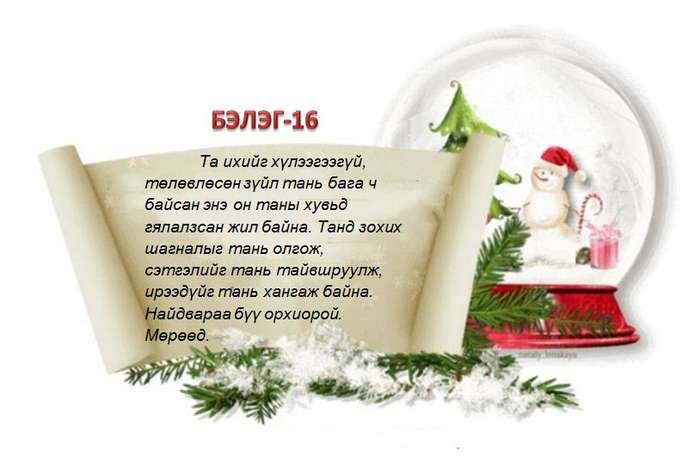 БЭЛЭГ-16
Та ихийг хүлээгээгүй,
төлөвлөсөн зүйл тань бага ч
байсан энэ он таны хувьд
гялалзсан жил байна. Танд зохих
шагналыг тань олгож,
сэтгэлийг тань тайвшруулж,
ирээдүйг тань хангаж байна.
Найдвараа бүү орхиорой.
Мөрөөд.
nataly_lenskaya